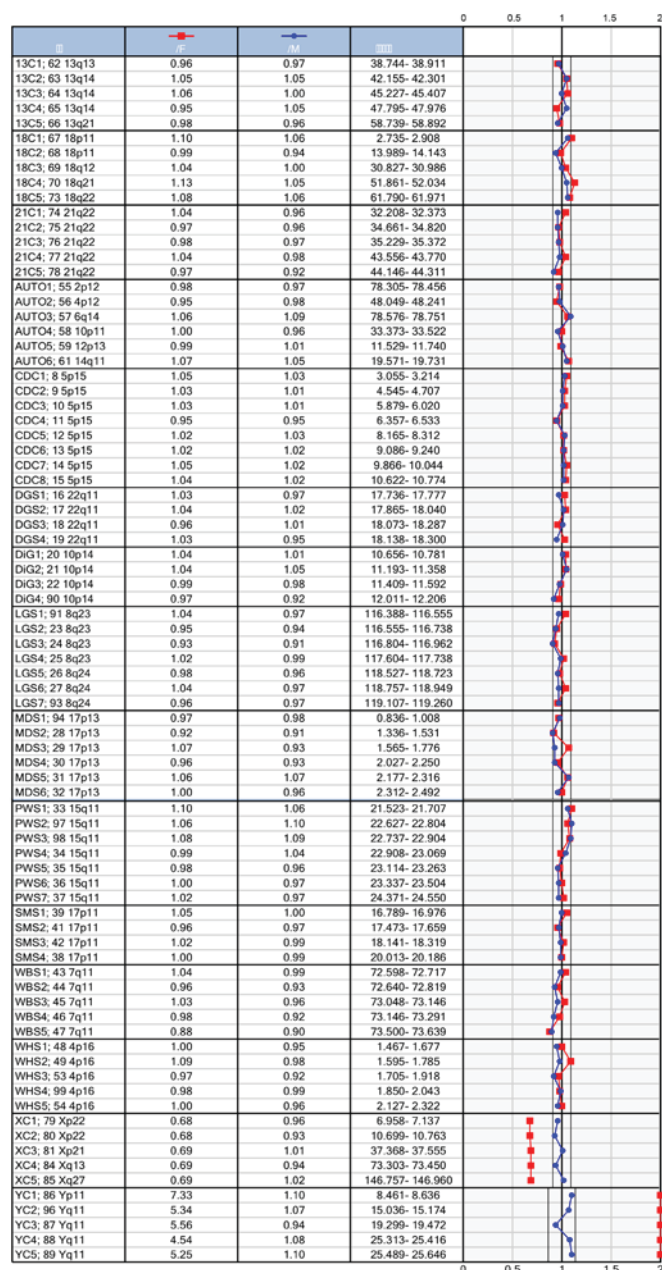 0 0.5 1 1.5 2
/F /M
13C1; 62 13q13 0.96 0.97 38.744- 38.911
13C2; 63 13q14 1.05 1.05 42.155- 42.301
13C3; 64 13q14 1.06 1.00 45.227- 45.407
13C4; 65 13q14 0.95 1.05 47.795- 47.976
13C5; 66 13q21 0.98 0.96 58.739- 58.892
18C1; 67 18p11 1.10 1.06 2.735- 2.908
18C2; 68 18p11 0.99 0.94 13.989- 14.143
18C3; 69 18q12 1.04 1.00 30.827- 30.986
18C4; 70 18q21 1.13 1.05 51.861- 52.034
18C5; 73 18q22 1.08 1.06 61.790- 61.971
21C1; 74 21q22 1.04 0.96 32.208- 32.373
21C2; 75 21q22 0.97 0.96 34.661- 34.820
21C3; 76 21q22 0.98 0.97 35.229- 35.372
21C4; 77 21q22 1.04 0.98 43.556- 43.770
21C5; 78 21q22 0.97 0.92 44.146- 44.311
AUTO1; 55 2p12 0.98 0.97 78.305- 78.456
AUTO2; 56 4p12 0.95 0.98 48.049- 48.241
AUTO3; 57 6q14 1.06 1.09 78.576- 78.751
AUTO4; 58 10p11 1.00 0.96 33.373- 33.522
AUTO5; 59 12p13 0.99 1.01 11.529- 11.740
AUTO6; 61 14q11 1.07 1.05 19.571- 19.731
CDC1; 8 5p15 1.05 1.03 3.055- 3.214
CDC2; 9 5p15 1.03 1.01 4.545- 4.707
CDC3; 10 5p15 1.03 1.01 5.879- 6.020
CDC4; 11 5p15 0.95 0.95 6.357- 6.533
CDC5; 12 5p15 1.02 1.03 8.165- 8.312
CDC6; 13 5p15 1.02 1.02 9.086- 9.240
CDC7; 14 5p15 1.05 1.02 9.866- 10.044
CDC8; 15 5p15 1.04 1.02 10.622- 10.774
DGS1; 16 22q11 1.03 0.97 17.736- 17.777
DGS2; 17 22q11 1.04 1.02 17.865- 18.040
DGS3; 18 22q11 0.96 1.01 18.073- 18.287
DGS4; 19 22q11 1.03 0.95 18.138- 18.300
DiG1; 20 10p14 1.04 1.01 10.656- 10.781
DiG2; 21 10p14 1.04 1.05 11.193- 11.358
DiG3; 22 10p14 0.99 0.98 11.409- 11.592
DiG4; 90 10p14 0.97 0.92 12.011- 12.206
LGS1; 91 8q23 1.04 0.97 116.388- 116.555
LGS2; 23 8q23 0.95 0.94 116.555- 116.738
LGS3; 24 8q23 0.93 0.91 116.804- 116.962
LGS4; 25 8q23 1.02 0.99 117.604- 117.738
LGS5; 26 8q24 0.98 0.96 118.527- 118.723
LGS6; 27 8q24 1.04 0.97 118.757- 118.949
LGS7; 93 8q24 0.96 0.97 119.107- 119.260
MDS1; 94 17p13 0.97 0.98 0.836- 1.008
MDS2; 28 17p13 0.92 0.91 1.336- 1.531
MDS3; 29 17p13 1.07 0.93 1.565- 1.776
MDS4; 30 17p13 0.96 0.93 2.027- 2.250
MDS5; 31 17p13 1.06 1.07 2.177- 2.316
MDS6; 32 17p13 1.00 0.96 2.312- 2.492
PWS1; 33 15q11 1.10 1.06 21.523- 21.707
PWS2; 97 15q11 1.06 1.10 22.627- 22.804
PWS3; 98 15q11 1.08 1.09 22.737- 22.904
PWS4; 34 15q11 0.99 1.04 22.908- 23.069
PWS5; 35 15q11 0.98 0.96 23.114- 23.263
PWS6; 36 15q11 1.00 0.97 23.337- 23.504
PWS7; 37 15q11 1.02 0.97 24.371- 24.550
SMS1; 39 17p11 1.05 1.00 16.789- 16.976
SMS2; 41 17p11 0.96 0.97 17.473- 17.659
SMS3; 42 17p11 1.02 0.99 18.141- 18.319
SMS4; 38 17p11 1.00 0.99 20.013- 20.186
WBS1; 43 7q11 1.04 0.99 72.598- 72.717
WBS2; 44 7q11 0.96 0.93 72.640- 72.819
WBS3; 45 7q11 1.03 0.96 73.048- 73.146
WBS4; 46 7q11 0.98 0.92 73.146- 73.291
WBS5; 47 7q11 0.88 0.90 73.500- 73.639
WHS1; 48 4p16 1.00 0.95 1.467- 1.677
WHS2; 49 4p16 1.09 0.98 1.595- 1.785
WHS3; 53 4p16 0.97 0.92 1.705- 1.918
WHS4; 99 4p16 0.98 0.99 1.850- 2.043
WHS5; 54 4p16 1.00 0.96 2.127- 2.322
XC1; 79 Xp22 0.68 0.96 6.958- 7.137
XC2; 80 Xp22 0.68 0.93 10.699- 10.763
XC3; 81 Xp21 0.69 1.01 37.368- 37.555
XC4; 84 Xq13 0.69 0.94 73.303- 73.450
XC5; 85 Xq27 0.69 1.02 146.757- 146.960
YC1; 86 Yp11 7.33 1.10 8.461- 8.636
YC2; 96 Yq11 5.34 1.07 15.036- 15.174
YC3; 87 Yq11 5.56 0.94 19.299- 19.472
YC4; 88 Yq11 4.54 1.08 25.313- 25.416
YC5; 89 Yq11 5.25 1.10 25.489- 25.646
0 0.5 1 1.5 2